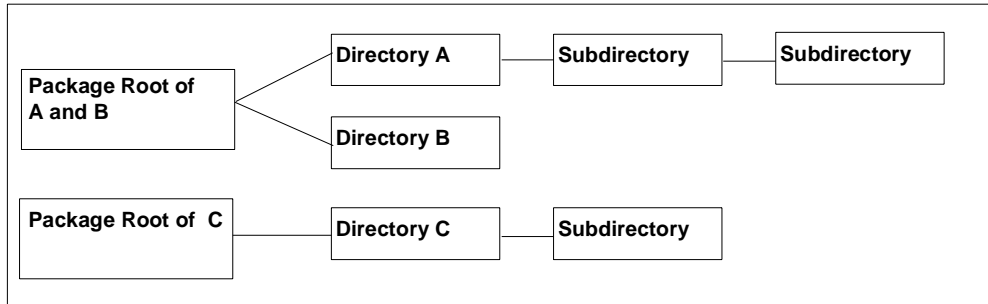 Package Root of
A and B
Directory A
Subdirectory
Subdirectory
Directory B
Package Root of C
Directory C
Subdirectory